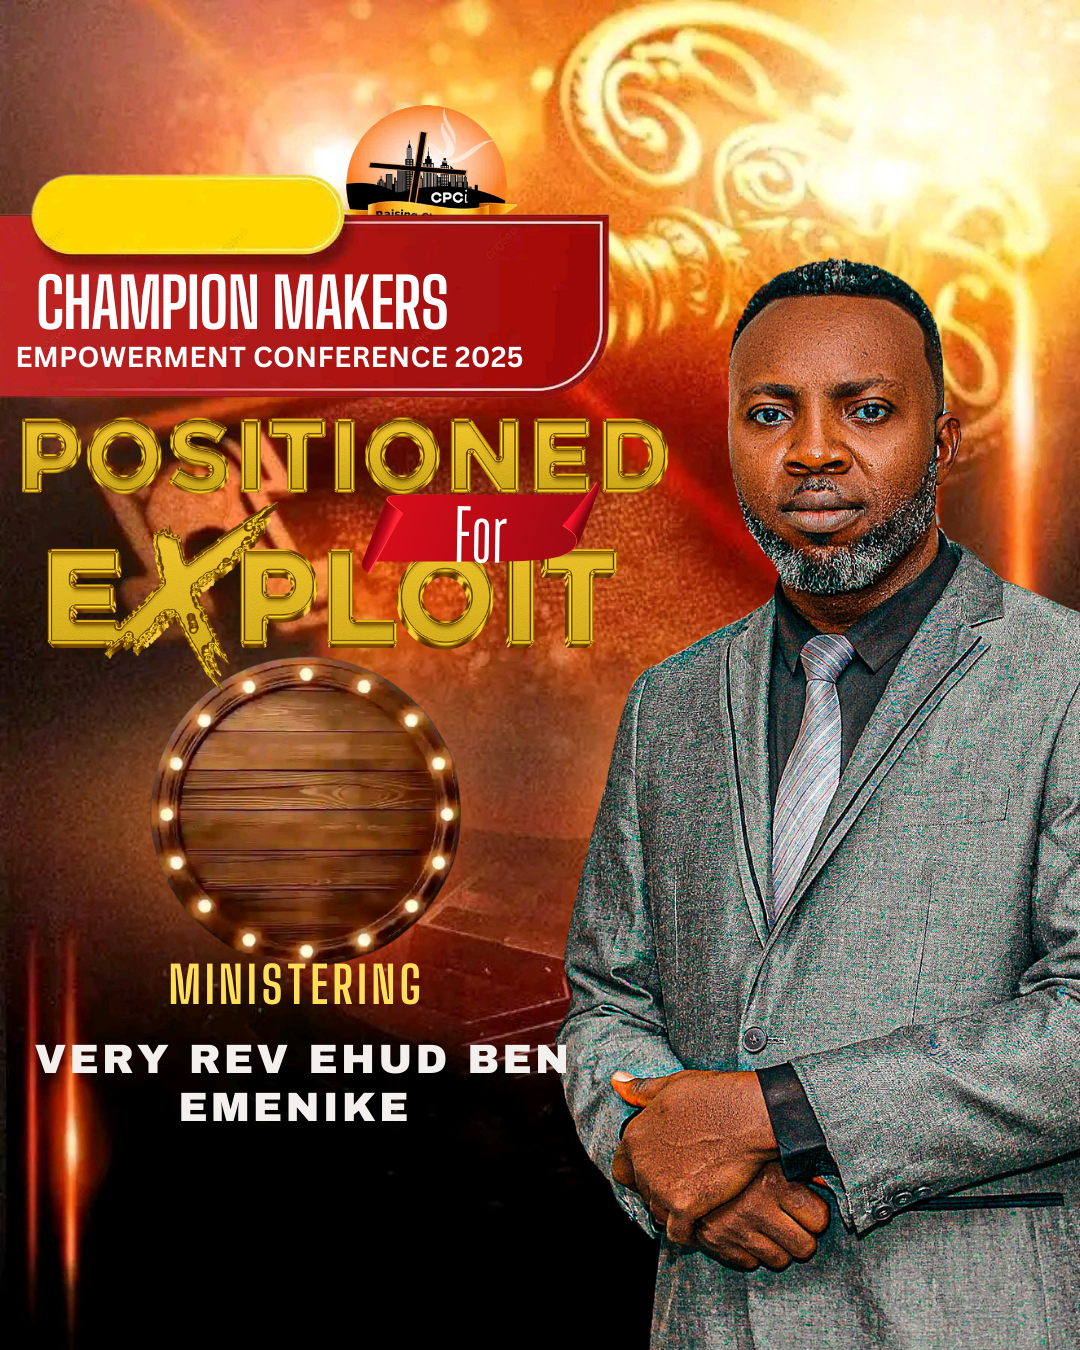 CPCi
CHAMPION MAKERS
EMPOWERMENT CONFERENCE 2025
POSITIONED
For
EXPLOIT
MINISTERING
VERY REV EHUD BEN
EMENIKE